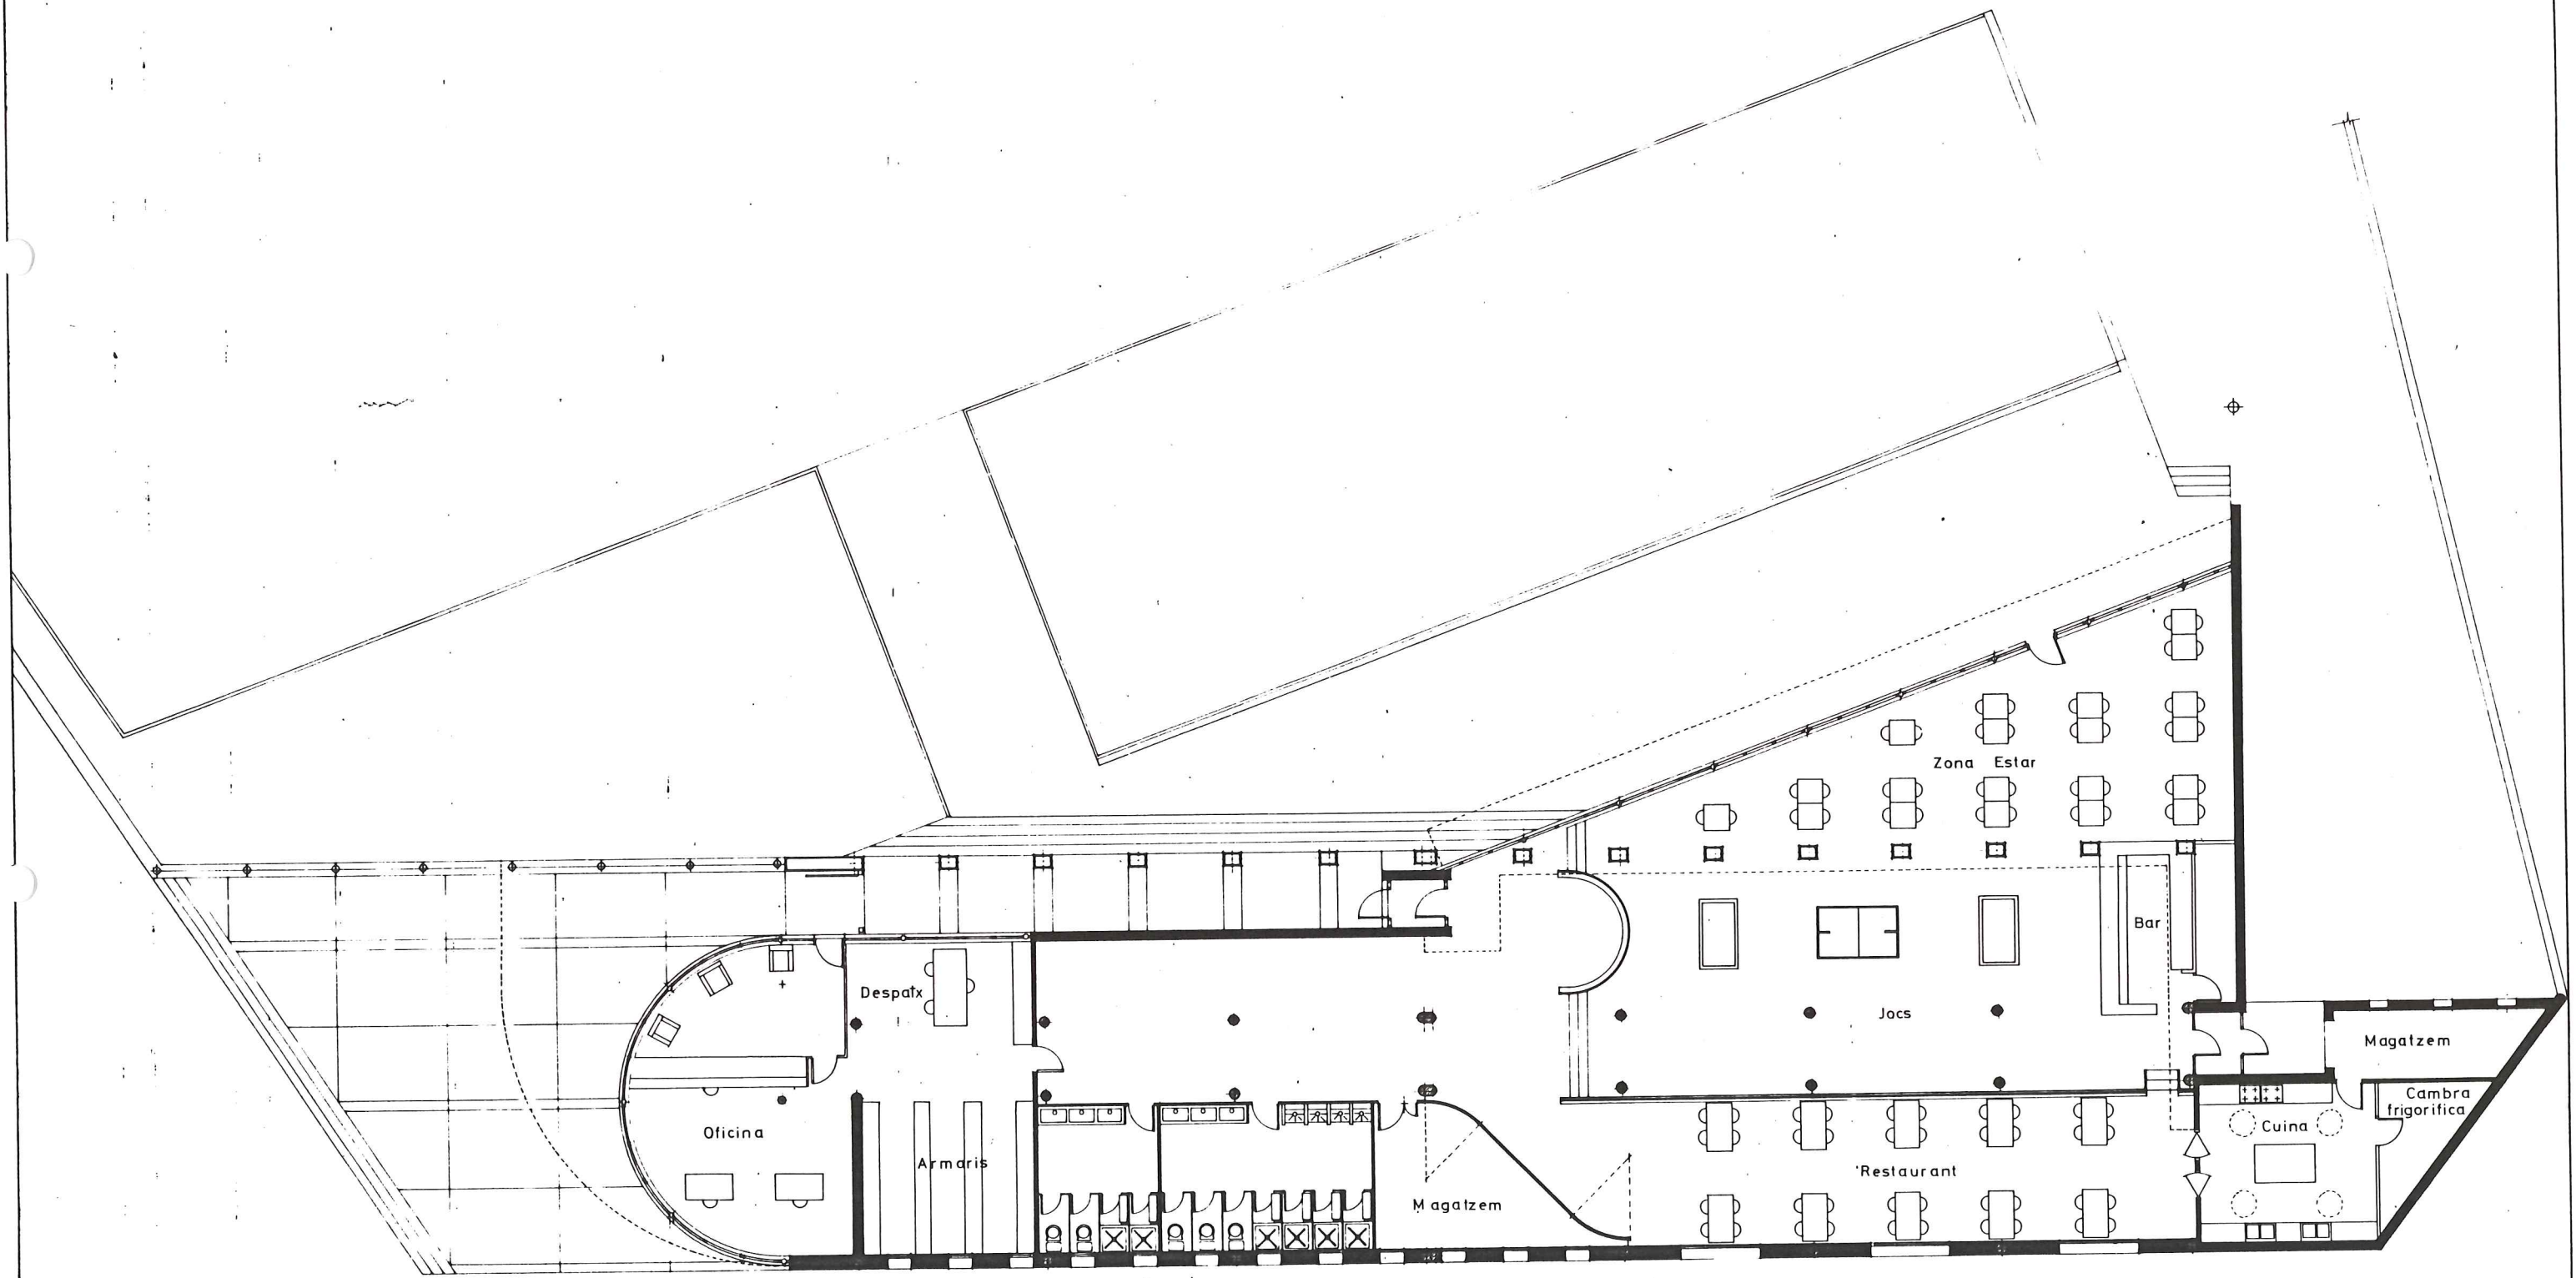 Zona Estar
Bar
Despatx
Jocs
Magatzem
Cambra
frigorifica
Cuina
Oficina
Armaris
Restaurant
Magatzem